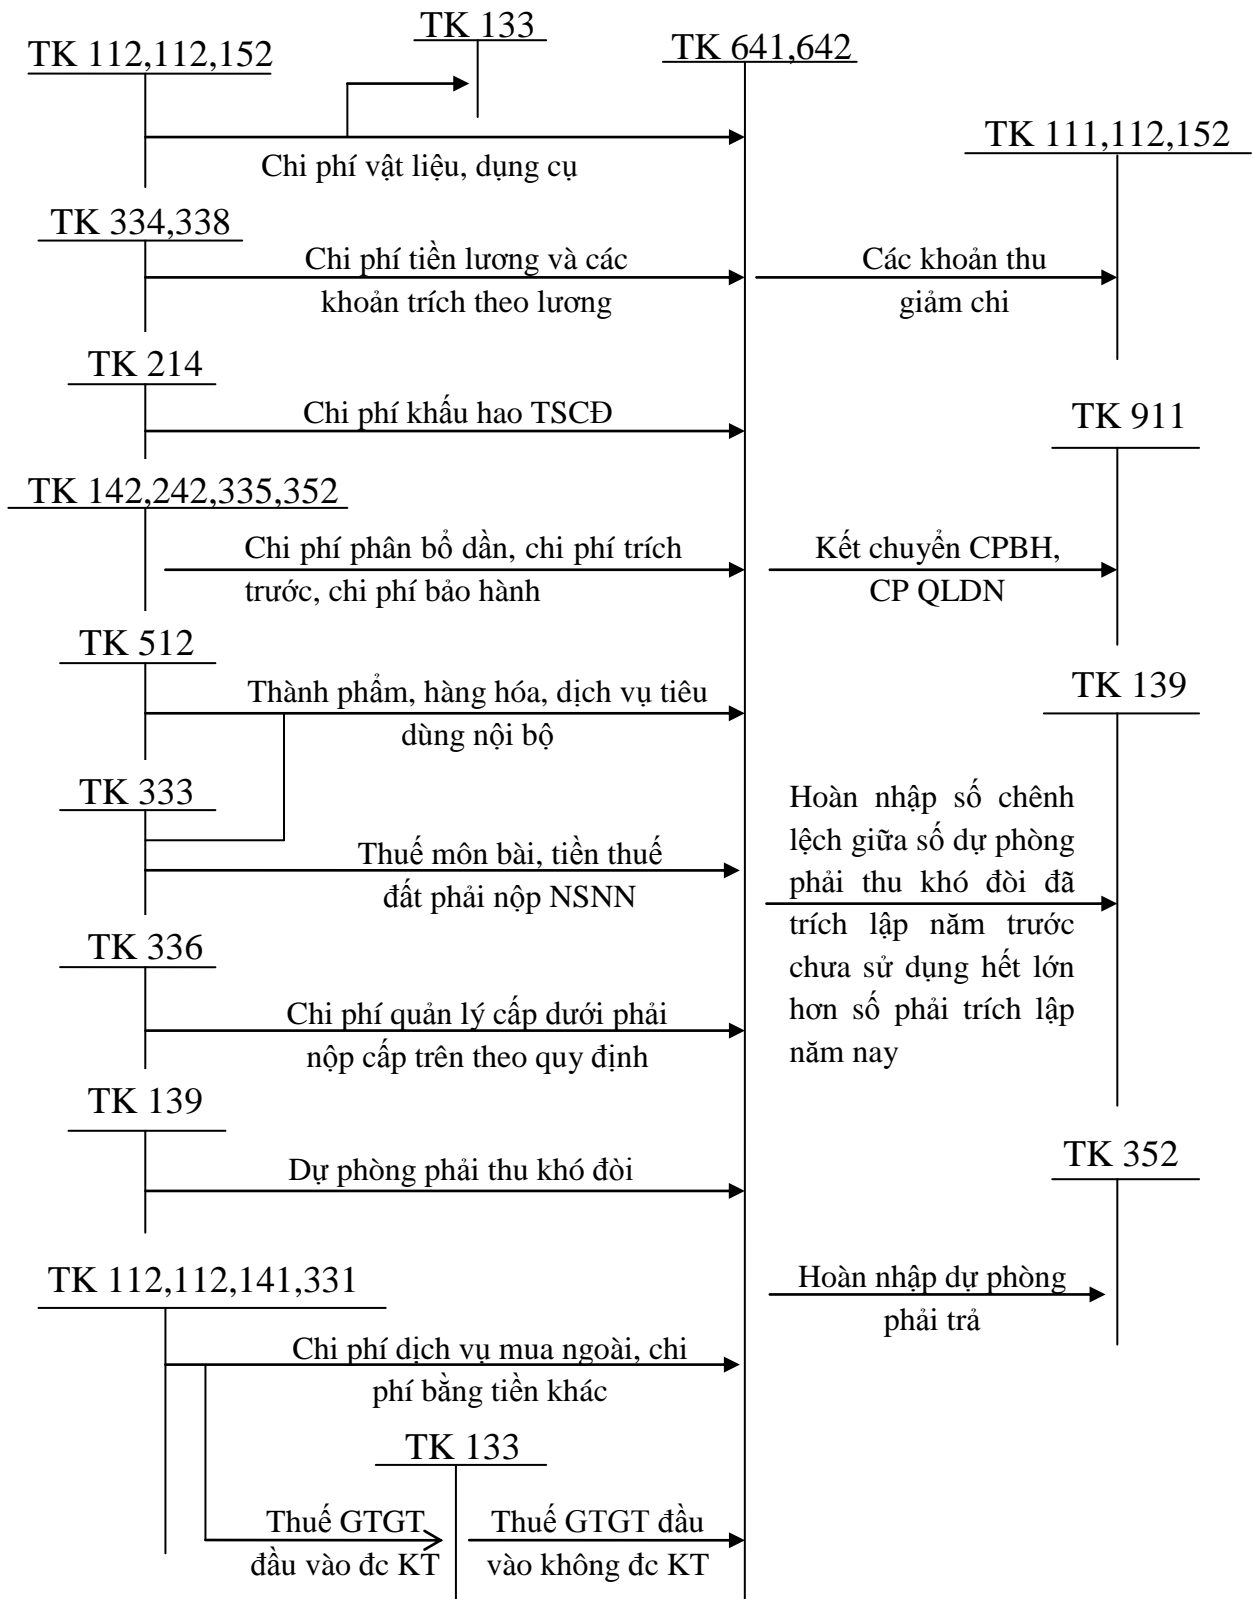 TK 133
TK 112,112,152
TK 641,642
TK 111,112,152
Chi phí vật liệu, dụng cụ
TK 334,338
Chi phí tiền lương và các
khoản trích theo lương
Các khoản thu
giảm chi
TK 214
Chi phí khấu hao TSCĐ
TK 911
TK 142,242,335,352
Chi phí phân bổ dần, chi phí trích
trước, chi phí bảo hành
Kết chuyển CPBH,
CP QLDN
TK 512
Thành phẩm, hàng hóa, dịch vụ tiêu
dùng nội bộ
TK 139
TK 333
Thuế môn bài, tiền thuế
đất phải nộp NSNN
Hoàn nhập số chênh
lệch giữa số dự phòng
phải thu khó đòi đã
trích lập năm trước
chưa sử dụng hết lớn
hơn số phải trích lập
năm nay
TK 336
Chi phí quản lý cấp dưới phải
nộp cấp trên theo quy định
TK 139
Dự phòng phải thu khó đòi
TK 352
TK 112,112,141,331
Hoàn nhập dự phòng
phải trả
Chi phí dịch vụ mua ngoài, chi
phí bằng tiền khác
TK 133
Thuế GTGT
đầu vào đc KT
Thuế GTGT đầu
vào không đc KT